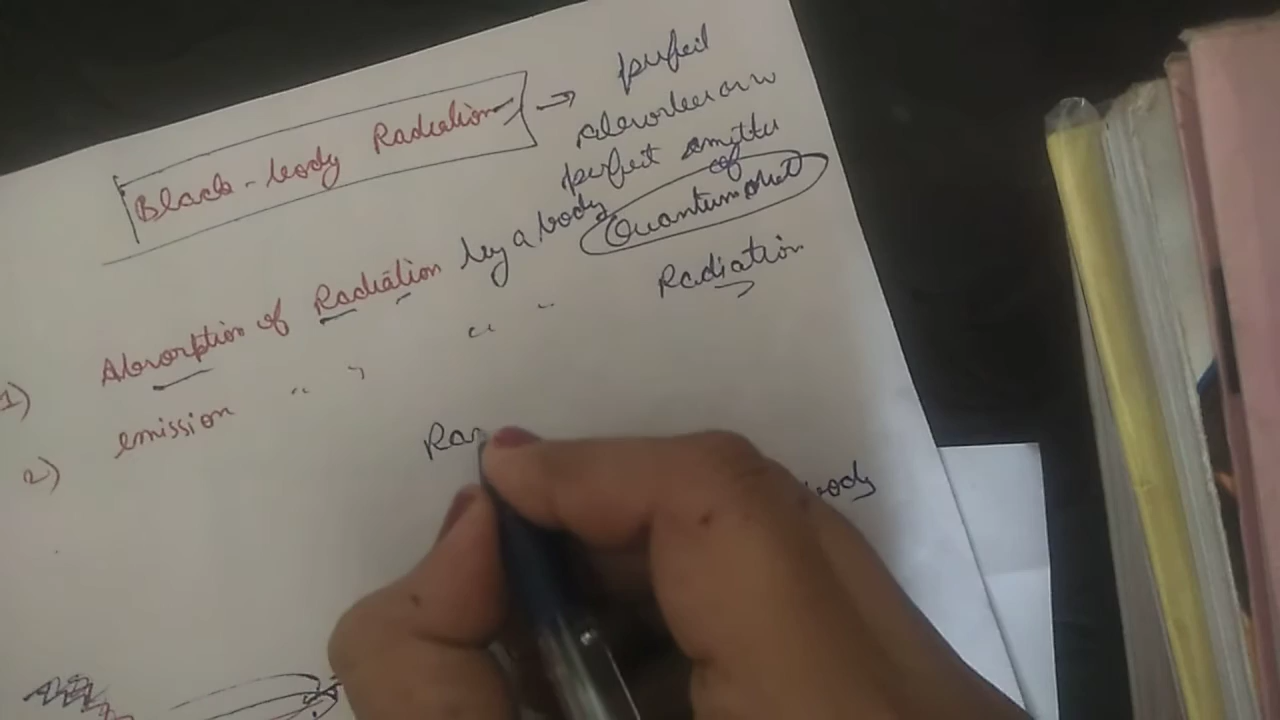 Black-body Radiation →
perfect
absorber or
perfect emitter
of
Quantum
Radiation
1) Absorption of Radiation by a body
2) emission " " " "
Ra
body